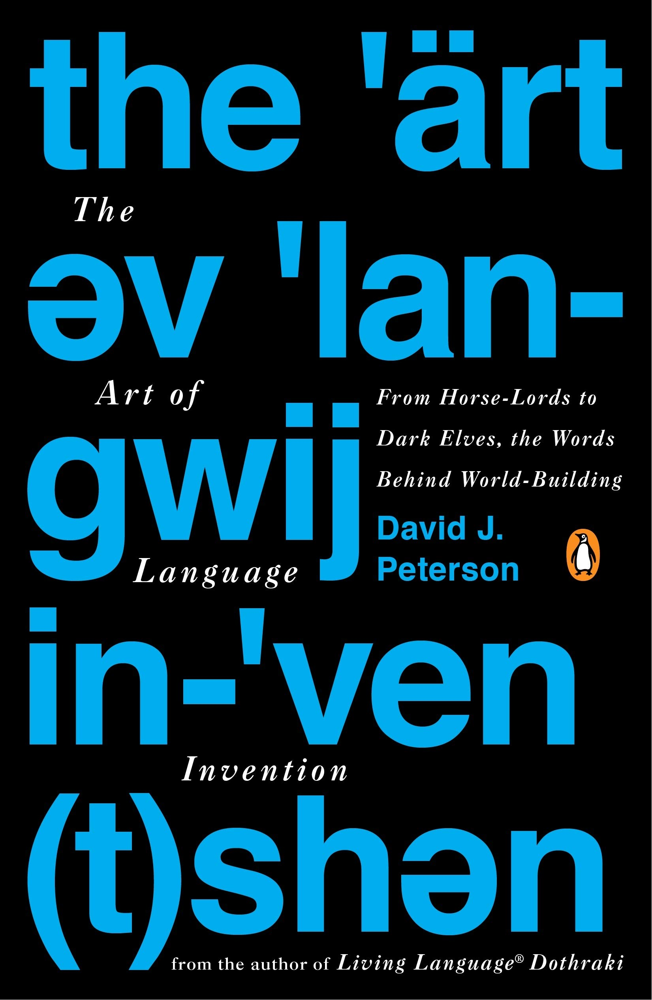 the 'ärt
The
əv 'lan-
Art of
gwij
Language
From Horse-Lords to
Dark Elves, the Words
Behind World-Building
David J.
Peterson
in-'ven
Invention
(t)shən
from the author of Living Language® Dothraki